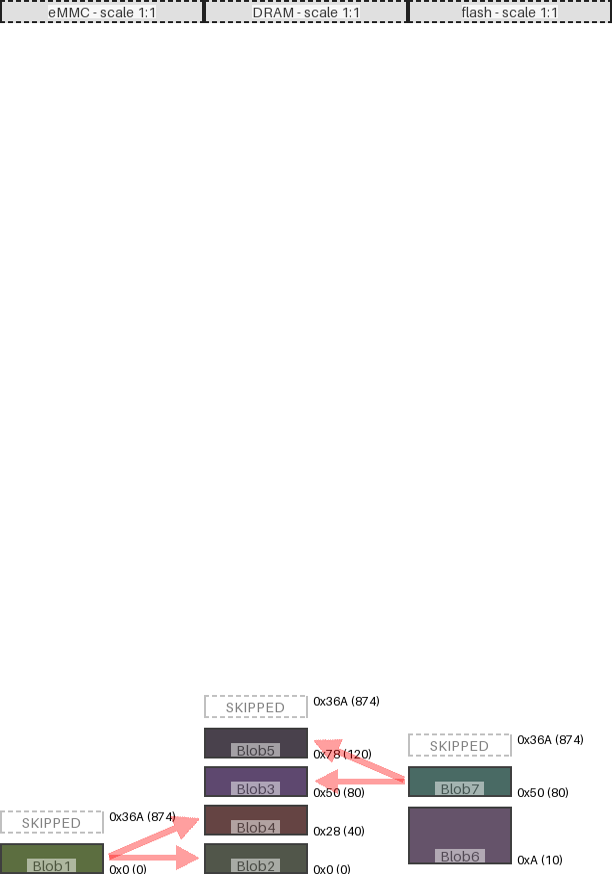 eMMC - scale 1:1
DRAM - scale 1:1
flash - scale 1:1
SKIPPED
0x36A (874)
Blob1
0x0 (0)
SKIPPED
0x36A (874)
Blob5
0x78 (120)
Blob3
0x50 (80)
Blob4
0x28 (40)
Blob2
0x0 (0)
SKIPPED
0x36A (874)
Blob7
0x50 (80)
Blob6
0xA (10)